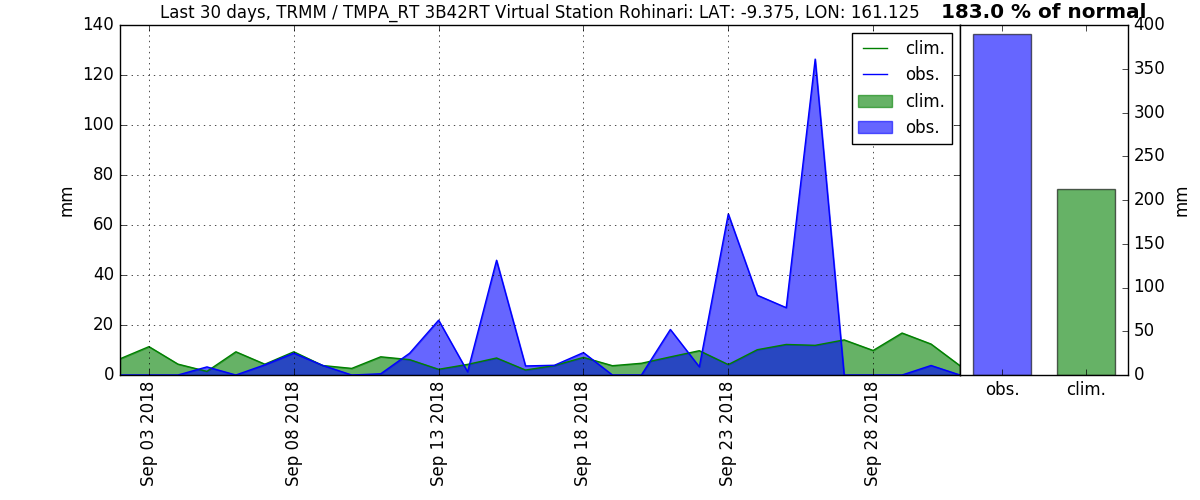 Last 30 days, TRMM / TMPA_RT 3B42RT Virtual Station Rohinari: LAT: -9.375, LON: 161.125
183.0 % of normal
140
120
100
80
60
40
20
0
mm
clim.
obs.
clim.
obs.
Sep 03 2018
Sep 08 2018
Sep 13 2018
Sep 18 2018
Sep 23 2018
Sep 28 2018
400
350
300
250
200
150
100
50
0
mm
obs.
clim.